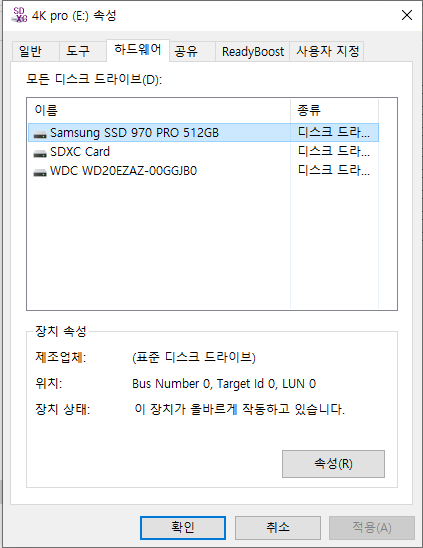 SD
XC
4K pro (E:) 속성
일반 도구 하드웨어 공유 ReadyBoost 사용자 지정
모든 디스크 드라이브(D):
이름 종류
Samsung SSD 970 PRO 512GB 디스크 드라...
SDXC Card 디스크 드라...
WDC WD20EZAZ-00GGJB0 디스크 드라...
장치 속성
제조업체: (표준 디스크 드라이브)
위치: Bus Number 0, Target Id 0, LUN 0
장치 상태: 이 장치가 올바르게 작동하고 있습니다.
속성(R)
확인 취소 적용(A)